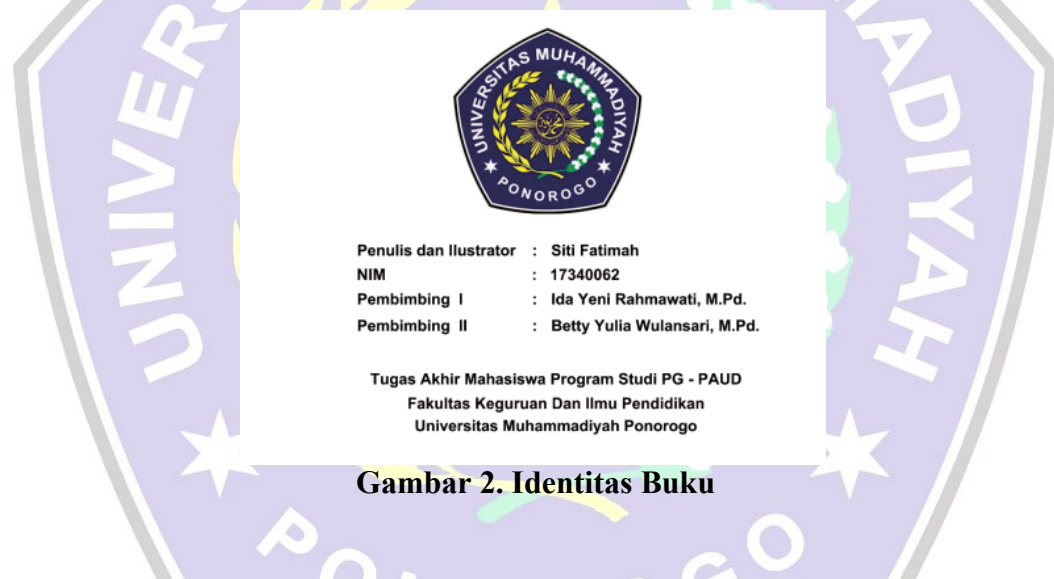 UNIVERSITAS MUHAMMADIYAH
PONOROGO
Penulis dan Ilustrator : Siti Fatimah
NIM : 17340062
Pembimbing I : Ida Yeni Rahmawati, M.Pd.
Pembimbing II : Betty Yulia Wulansari, M.Pd.
Tugas Akhir Mahasiswa Program Studi PG - PAUD
Fakultas Keguruan Dan Ilmu Pendidikan
Universitas Muhammadiyah Ponorogo
Gambar 2. Identitas Buku